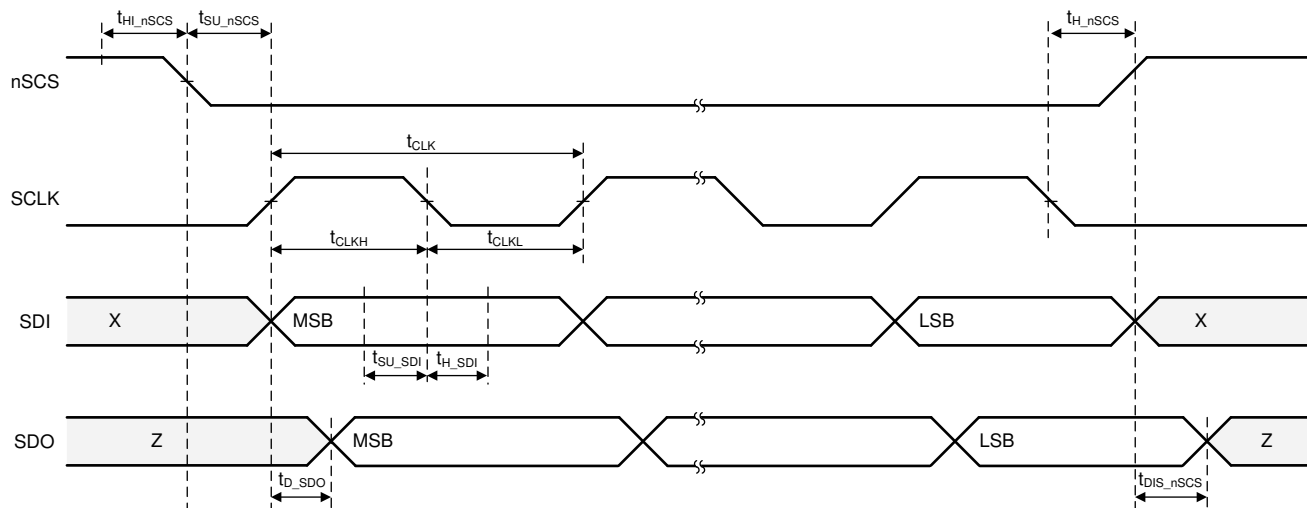 tHI_nSCS tSU_nSCS tH_nSCS
nSCS
tCLK
SCLK
tCLKH tCLKL
SDI X MSB LSB X
tSU_SDI tH_SDI
SDO Z MSB LSB Z
tD_SDO tDIS_nSCS